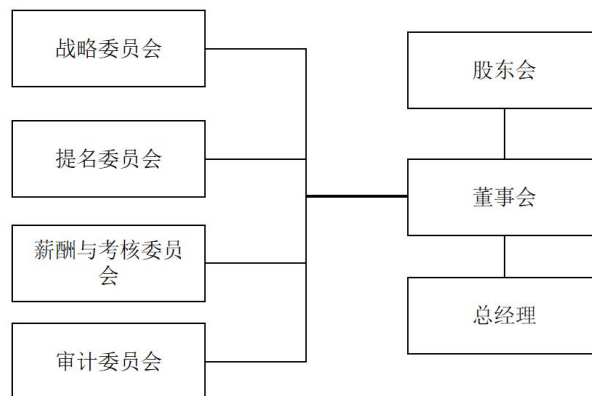 战略委员会
提名委员会
薪酬与考核委员
会
审计委员会
股东会
董事会
总经理